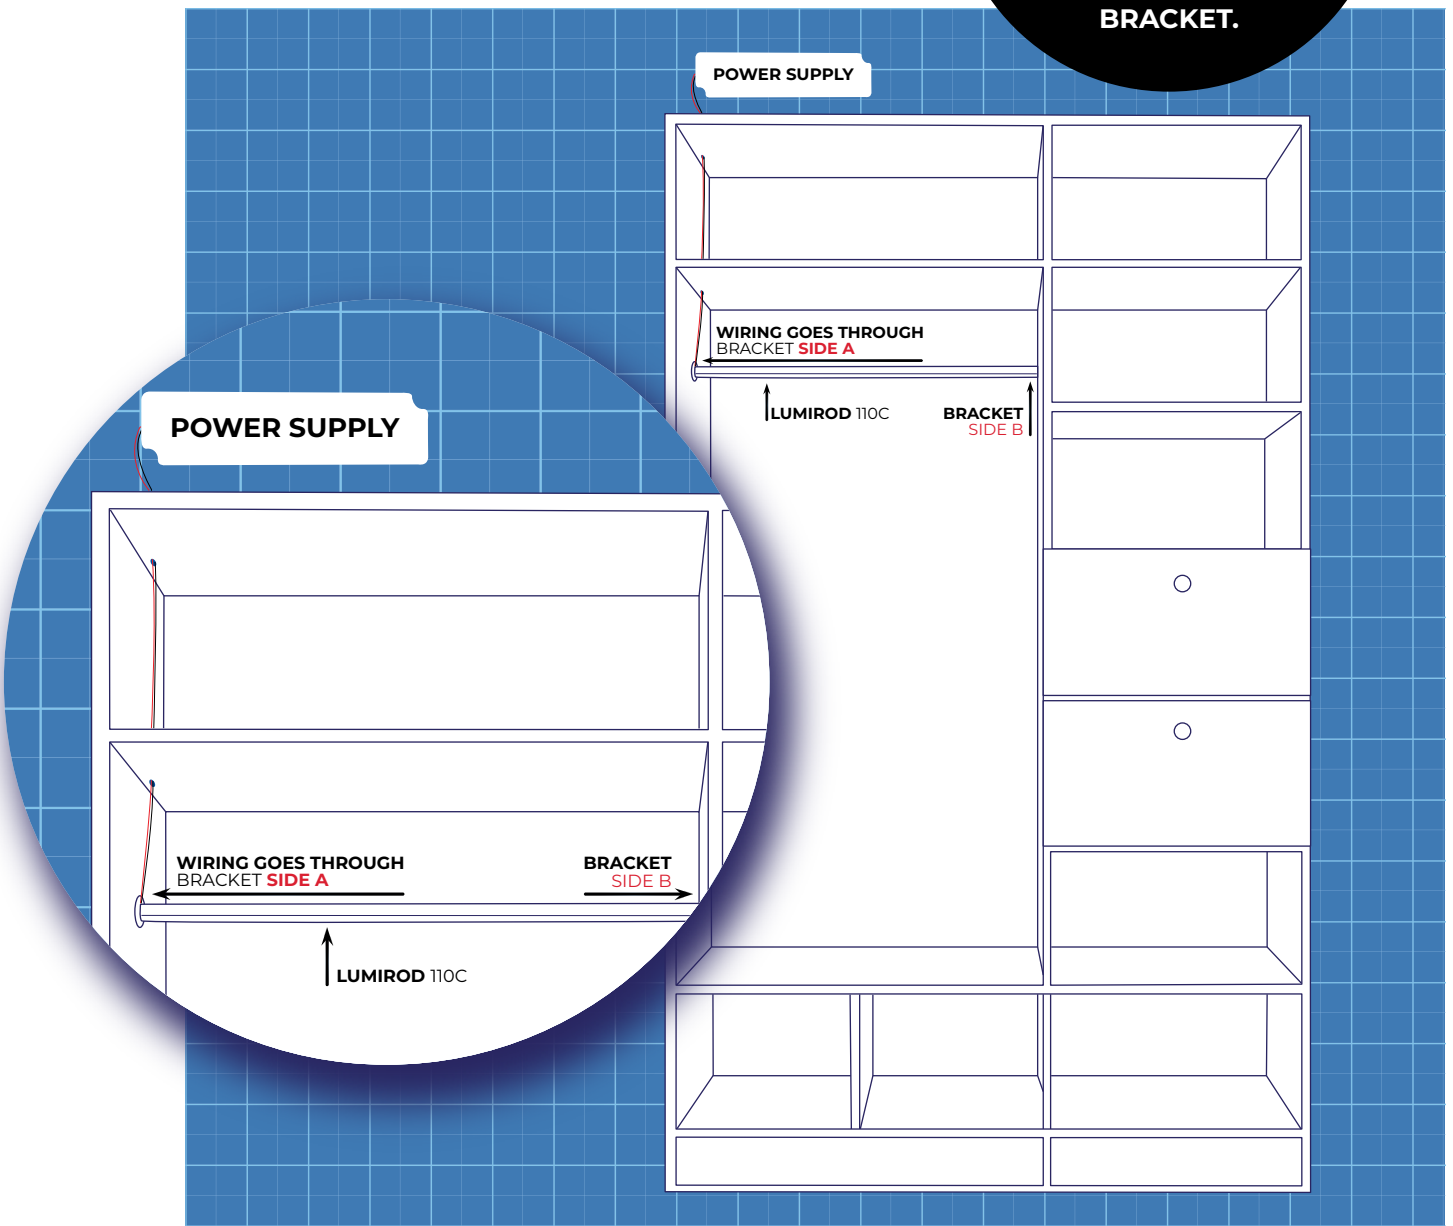 BRACKET.
POWER SUPPLY
WIRING GOES THROUGH
BRACKET SIDE A
LUMIROD 110C
BRACKET
SIDE B
POWER SUPPLY
WIRING GOES THROUGH
BRACKET SIDE A
BRACKET
SIDE B
LUMIROD 110C